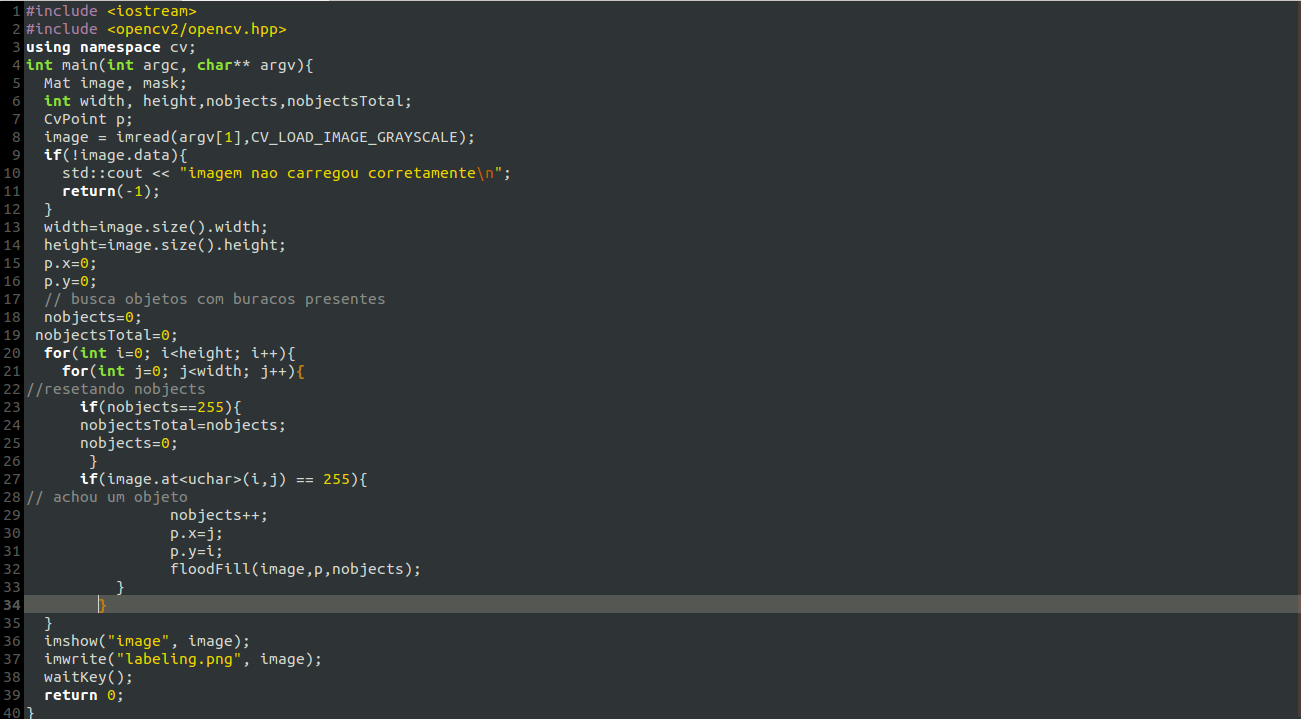 1 #include <iostream>
2 #include <opencv2/opencv.hpp>
3 using namespace cv;
4 int main(int argc, char** argv){
5   Mat image, mask;
6   int width, height,nobjects,nobjectsTotal;
7   CvPoint p;
8   image = imread(argv[1],CV_LOAD_IMAGE_GRAYSCALE);
9   if(!image.data){
10     std::cout << "imagem nao carregou corretamente\n";
11     return(-1);
12   }
13   width=image.size().width;
14   height=image.size().height;
15   p.x=0;
16   p.y=0;
17   // busca objetos com buracos presentes
18   nobjects=0;
19  nobjectsTotal=0;
20   for(int i=0; i<height; i++){
21     for(int j=0; j<width; j++){
22 //resetando nobjects
23       if(nobjects==255){
24       nobjectsTotal=nobjects;
25       nobjects=0;
26        }
27       if(image.at<uchar>(i,j) == 255){
28 // achou um objeto
29                 nobjects++;
30                 p.x=j;
31                 p.y=i;
32                 floodFill(image,p,nobjects);
33           }
34         }
35   }
36   imshow("image", image);
37   imwrite("labeling.png", image);
38   waitKey();
39   return 0;
40 }